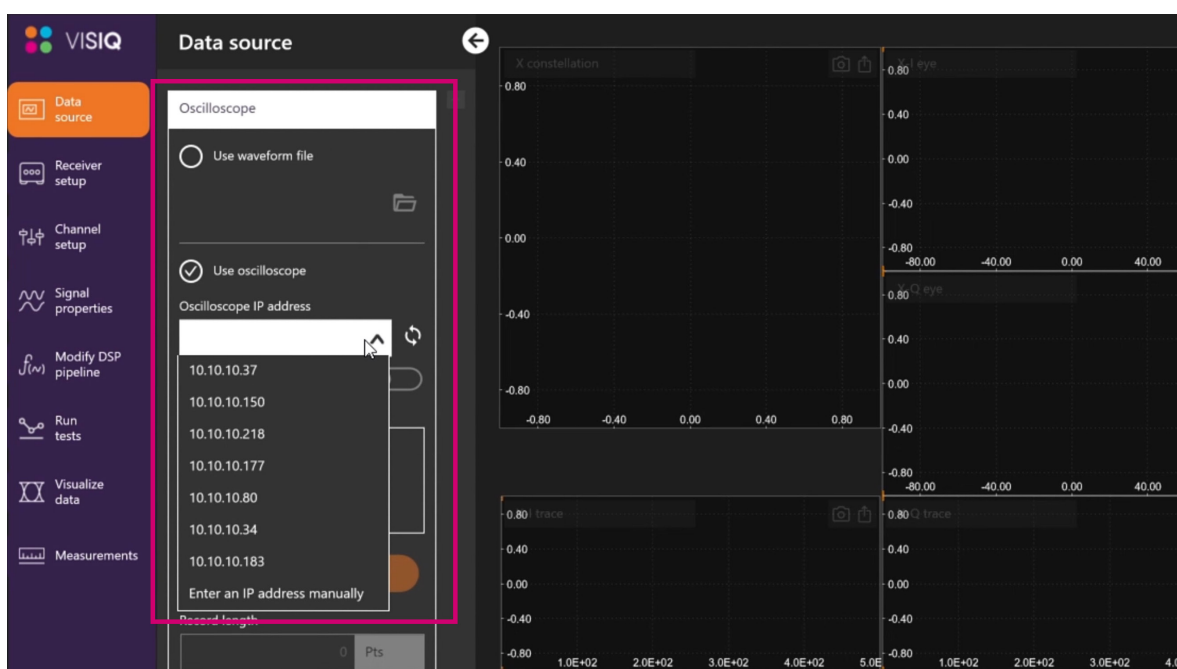 VISIQ
Data source
Data
source
Receiver
setup
Channel
setup
Signal
properties
f(~)
Modify DSP
pipeline
Run
tests
Visualize
data
Measurements
Oscilloscope
Use waveform file
Use oscilloscope
Oscilloscope IP address
10.10.10.37
10.10.10.150
10.10.10.218
10.10.10.177
10.10.10.80
10.10.10.34
10.10.10.183
Enter an IP address manually
Record length
0 Pts
X constellation
0.80
0.40
0.00
-0.40
-0.80
-0.80 -0.40 0.00 0.40 0.80
X-I eye
0.80
0.40
0.00
-0.40
-0.80
-80.00 -40.00 0.00 40.00
X-Q eye
0.80
0.40
0.00
-0.40
-0.80
-80.00 -40.00 0.00 40.00
trace
0.80
0.40
0.00
-0.40
-0.80
1.0E+02 2.0E+02 3.0E+02 4.0E+02 5.0E
Q trace
0.80
0.40
0.00
-0.40
-0.80
1.0E+02 2.0E+02 3.0E+02 4.0